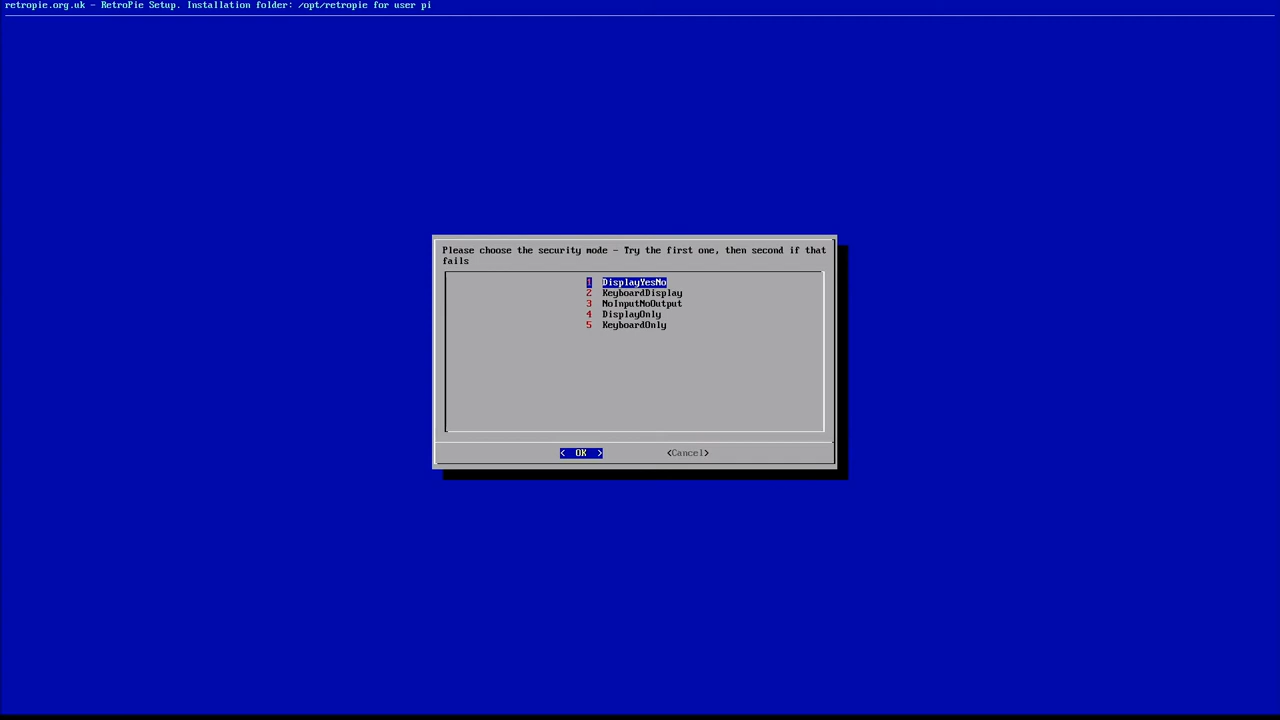 retropie.org.uk - RetroPie Setup. Installation folder: /opt/retropie for user pi
Please choose the security mode - Try the first one, then second if that
fails
1 DisplayYesNo
2 KeyboardDisplay
3 NoInputNoOutput
4 DisplayOnly
5 KeyboardOnly
< OK > <Cancel>